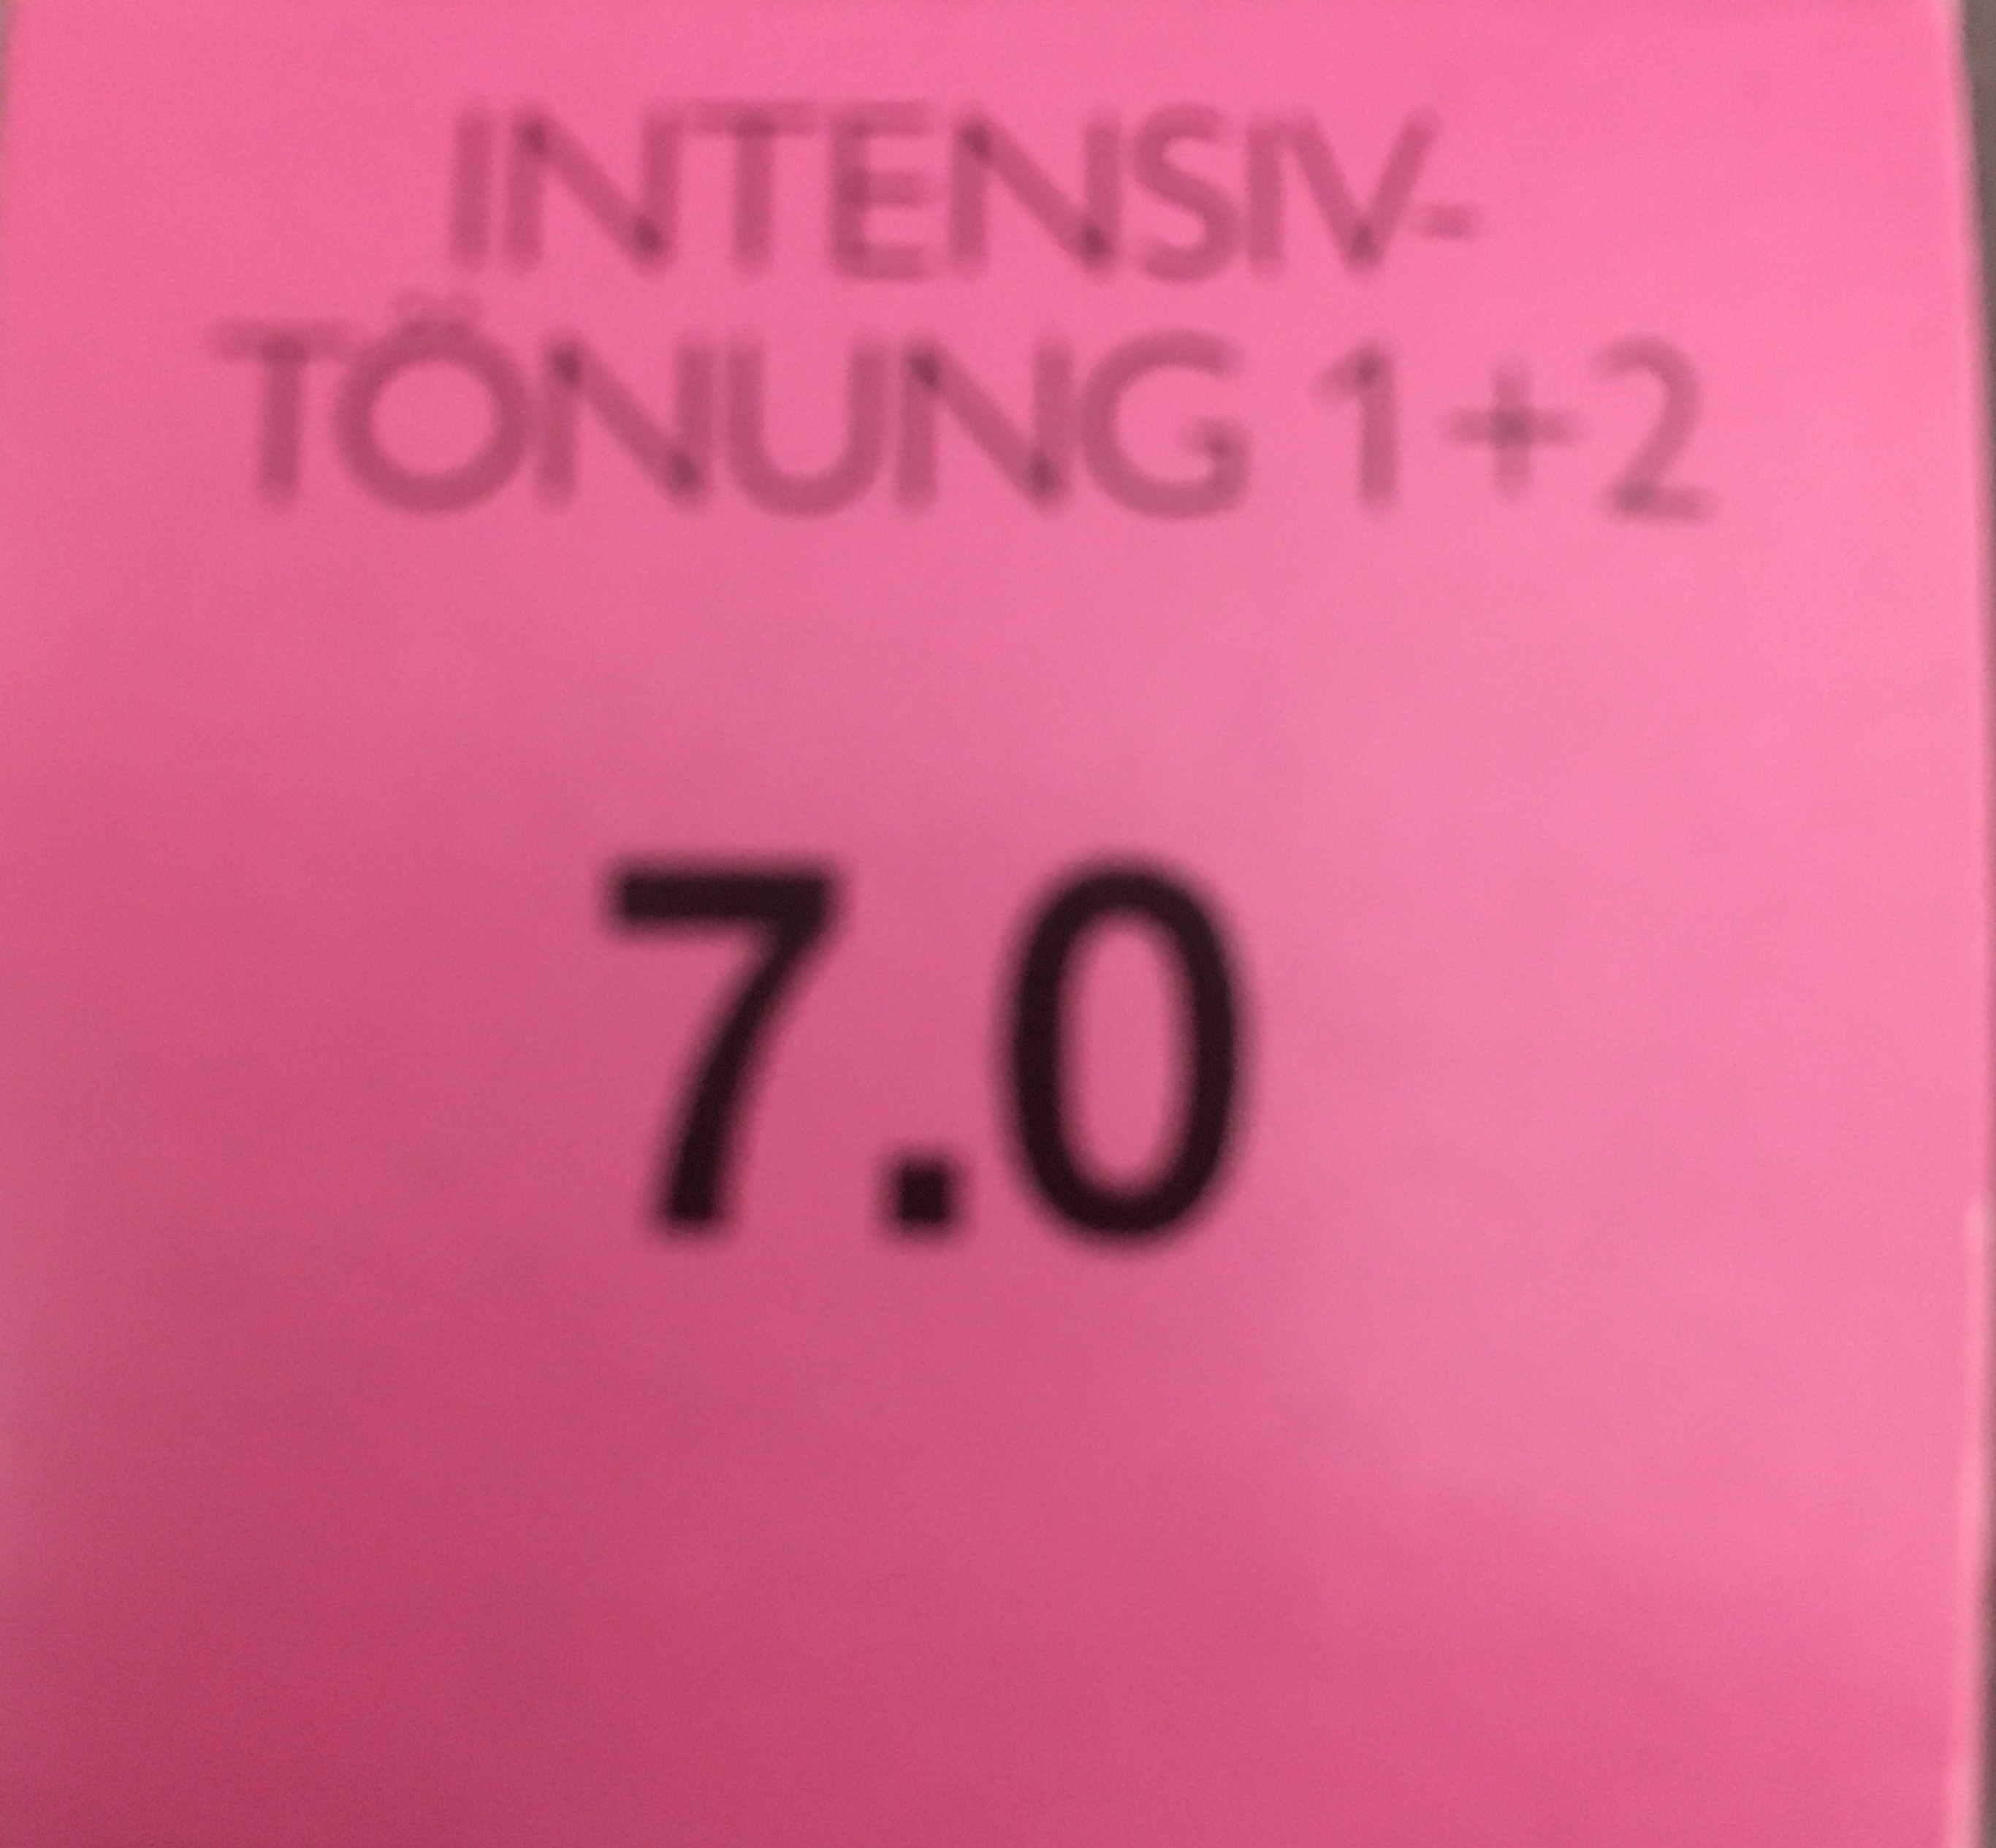 INTENSIV-
TÖNUNG 1+2
7.0